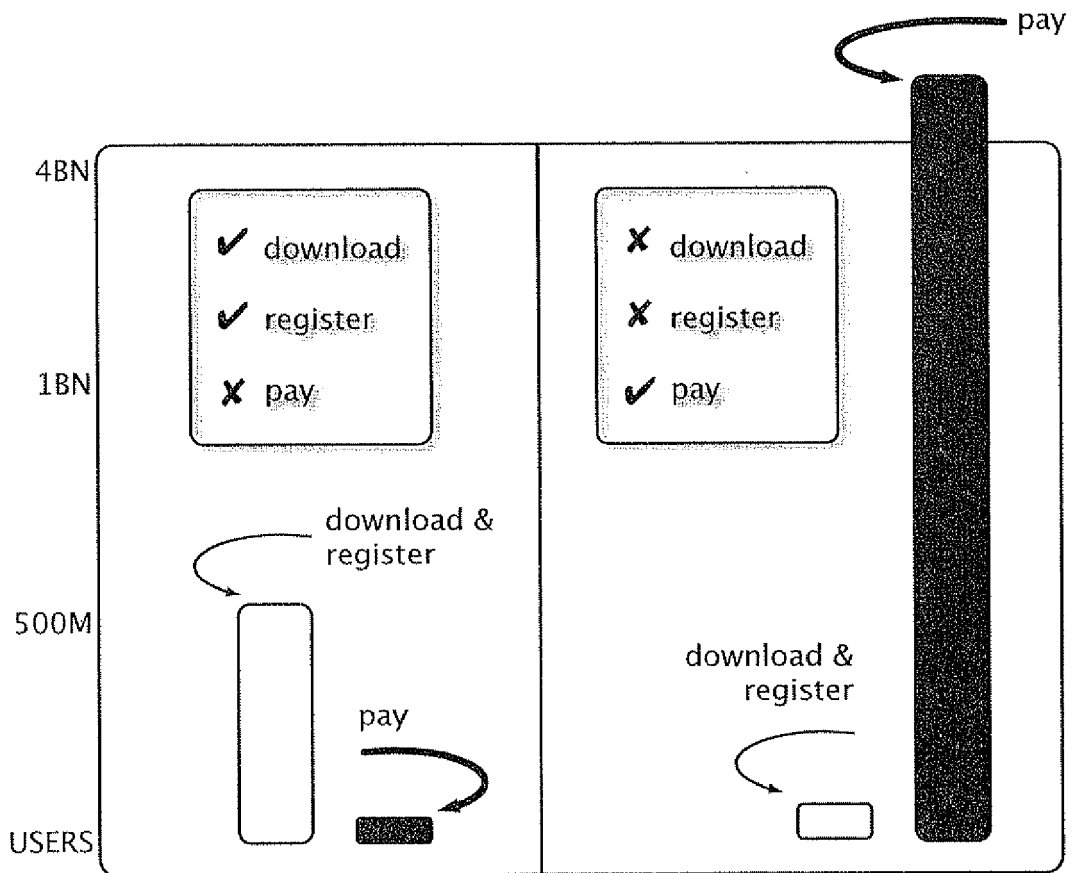 pay
4BN
1BN
500M
USERS
✔ download
✔ register
✘ pay
download &
register
pay
✘ download
✘ register
✔ pay
download &
register